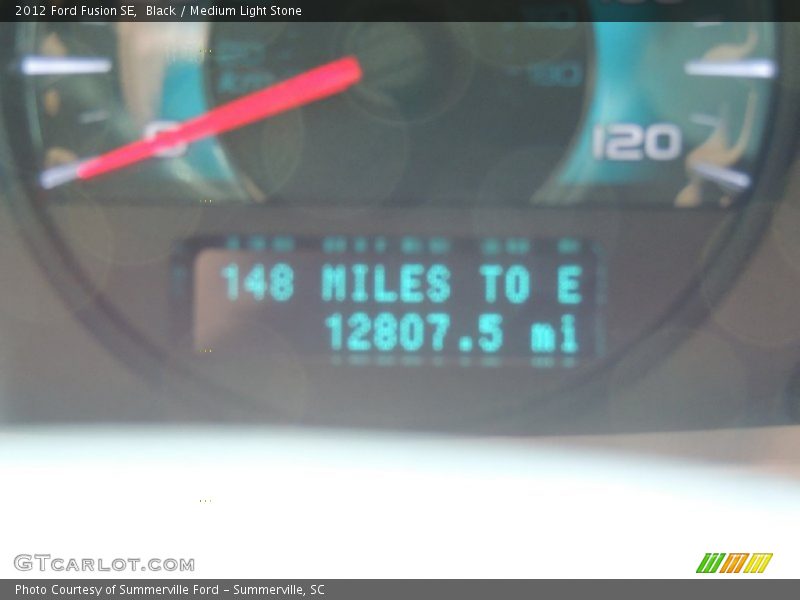 2012 Ford Fusion SE, Black / Medium Light Stone
0
120
148 MILES TO E
12807.5 mi
GTCARLOT.COM
Photo Courtesy of Summerville Ford - Summerville, SC